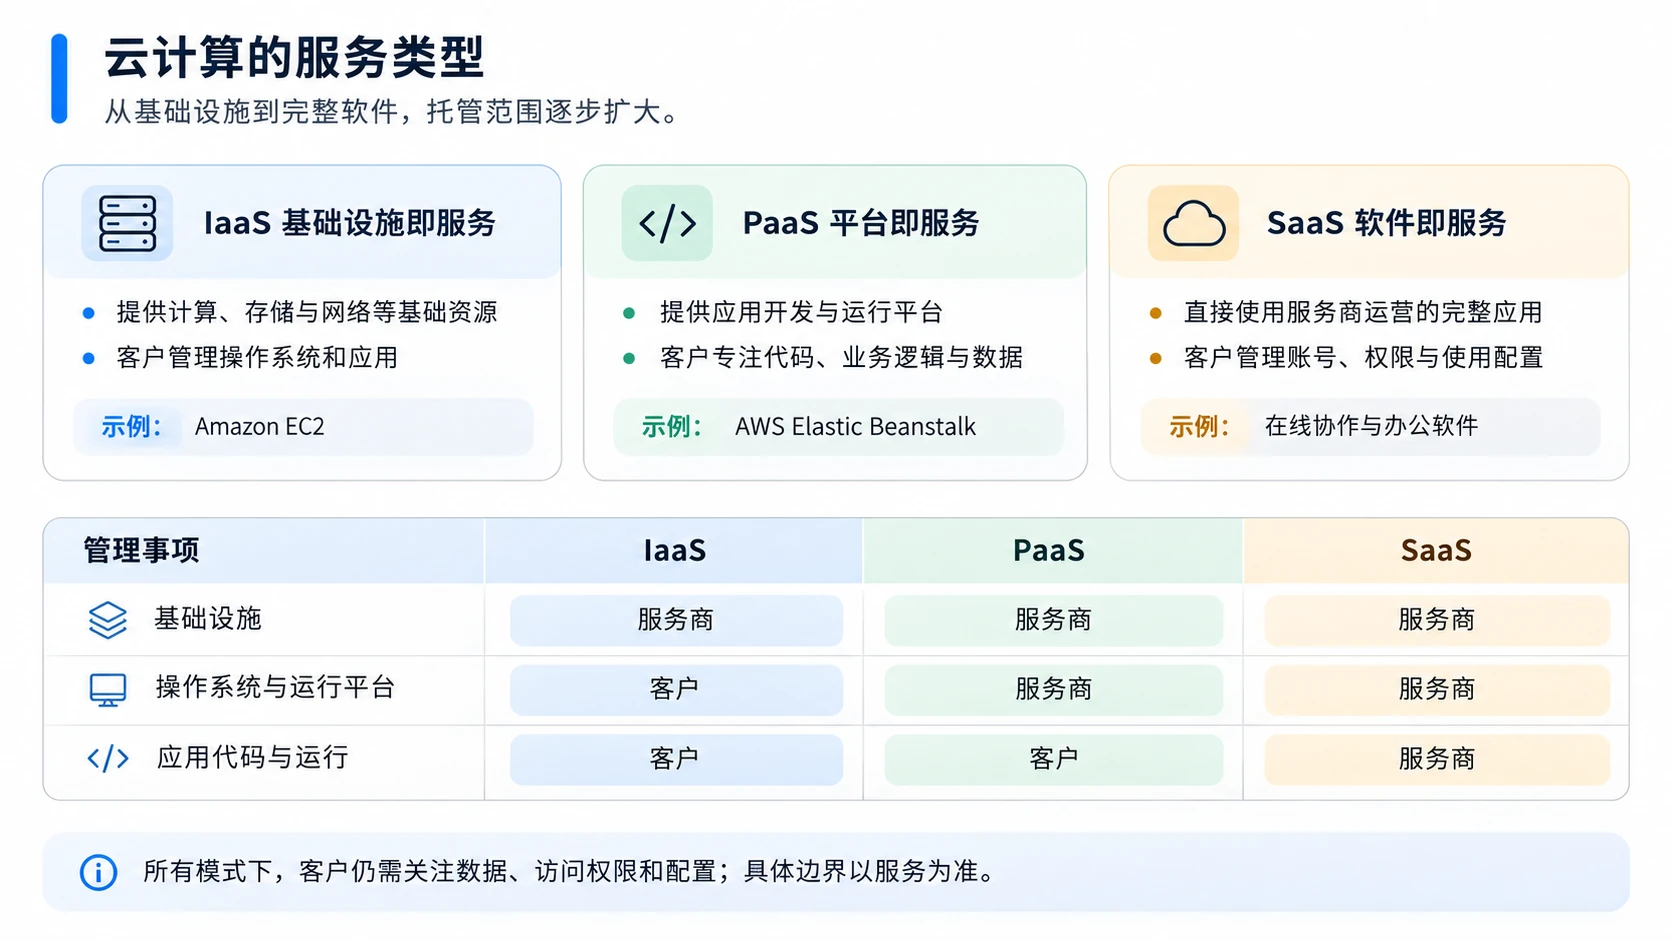 云计算的服务类型
从基础设施到完整软件，托管范围逐步扩大。
IaaS 基础设施即服务
提供计算、存储与网络等基础资源
客户管理操作系统和应用
示例： Amazon EC2
</> PaaS 平台即服务
提供应用开发与运行平台
客户专注代码、业务逻辑与数据
示例： AWS Elastic Beanstalk
SaaS 软件即服务
直接使用服务商运营的完整应用
客户管理账号、权限与使用配置
示例： 在线协作与办公软件
管理事项 IaaS PaaS SaaS
基础设施 服务商 服务商 服务商
操作系统与运行平台 客户 服务商 服务商
</> 应用代码与运行 客户 客户 服务商
所有模式下，客户仍需关注数据、访问权限和配置；具体边界以服务为准。